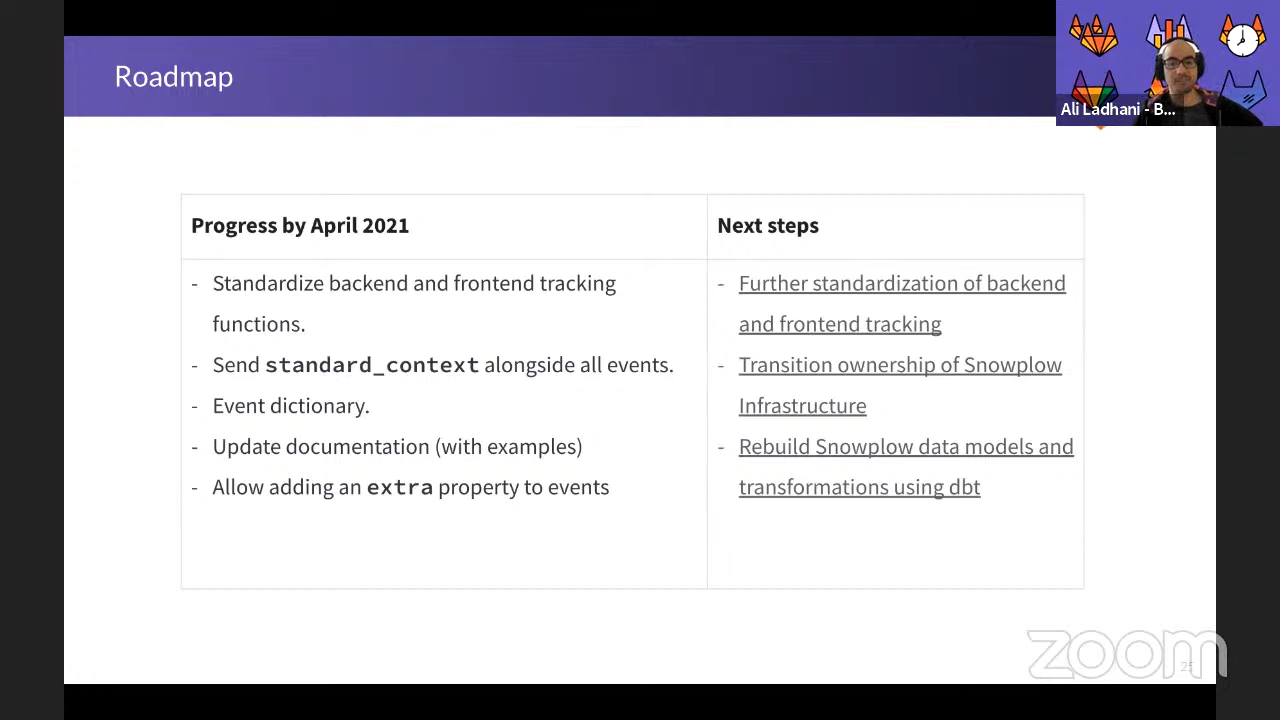 Roadmap
Ali Ladhani - B...
Progress by April 2021
Next steps
- Standardize backend and frontend tracking
functions.
- Send standard_context alongside all events.
- Event dictionary.
- Update documentation (with examples)
- Allow adding an extra property to events
- Further standardization of backend
and frontend tracking
- Transition ownership of Snowplow
Infrastructure
- Rebuild Snowplow data models and
transformations using dbt
zoom